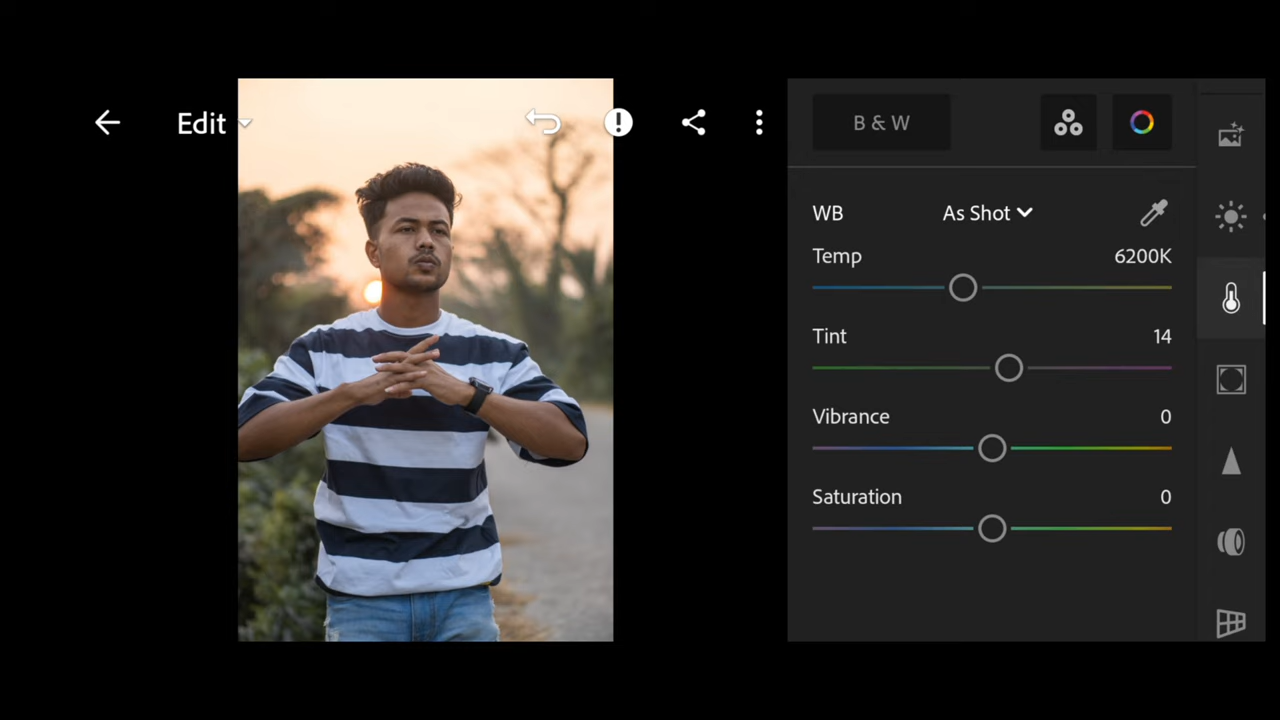 Edit
B & W
WB As Shot
Temp 6200K
Tint 14
Vibrance 0
Saturation 0